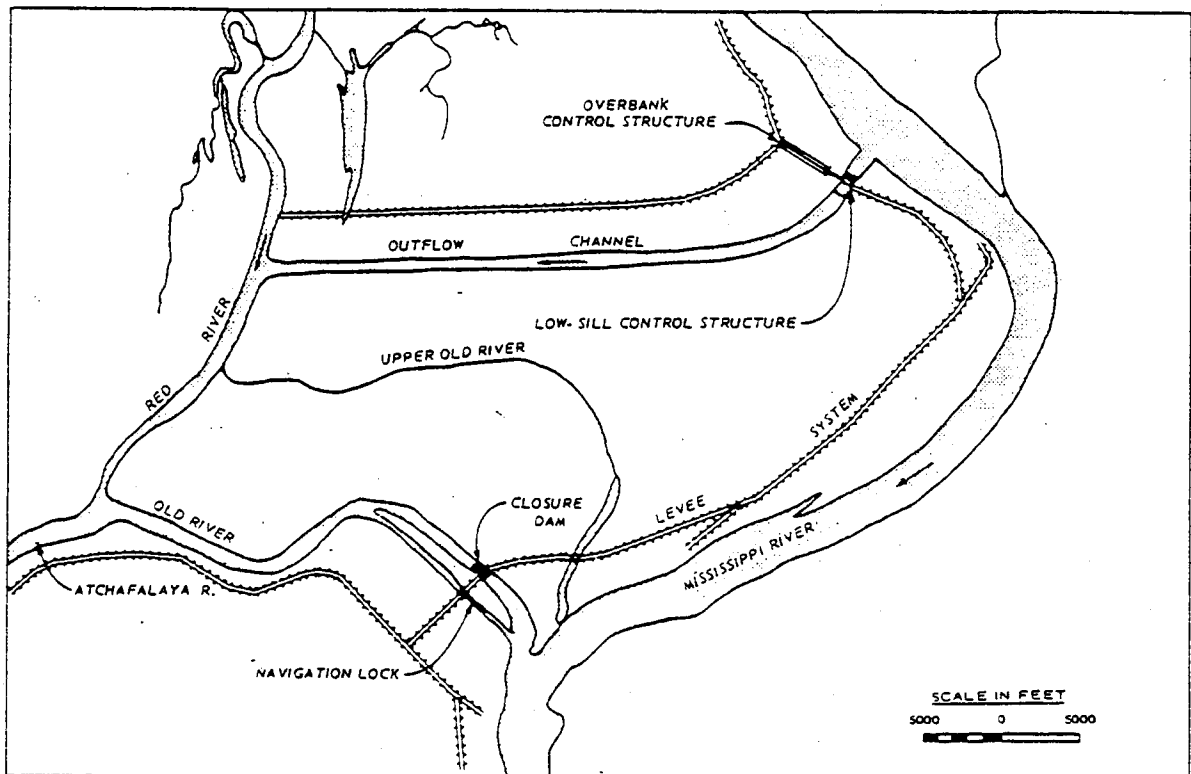 OVERBANK
CONTROL STRUCTURE
OUTFLOW CHANNEL
LOW-SILL CONTROL STRUCTURE
RED RIVER
UPPER OLD RIVER
LEVEE SYSTEM
OLD RIVER
CLOSURE
DAM
MISSISSIPPI RIVER
ATCHAFALAYA R.
NAVIGATION LOCK
SCALE IN FEET
5000 0 5000